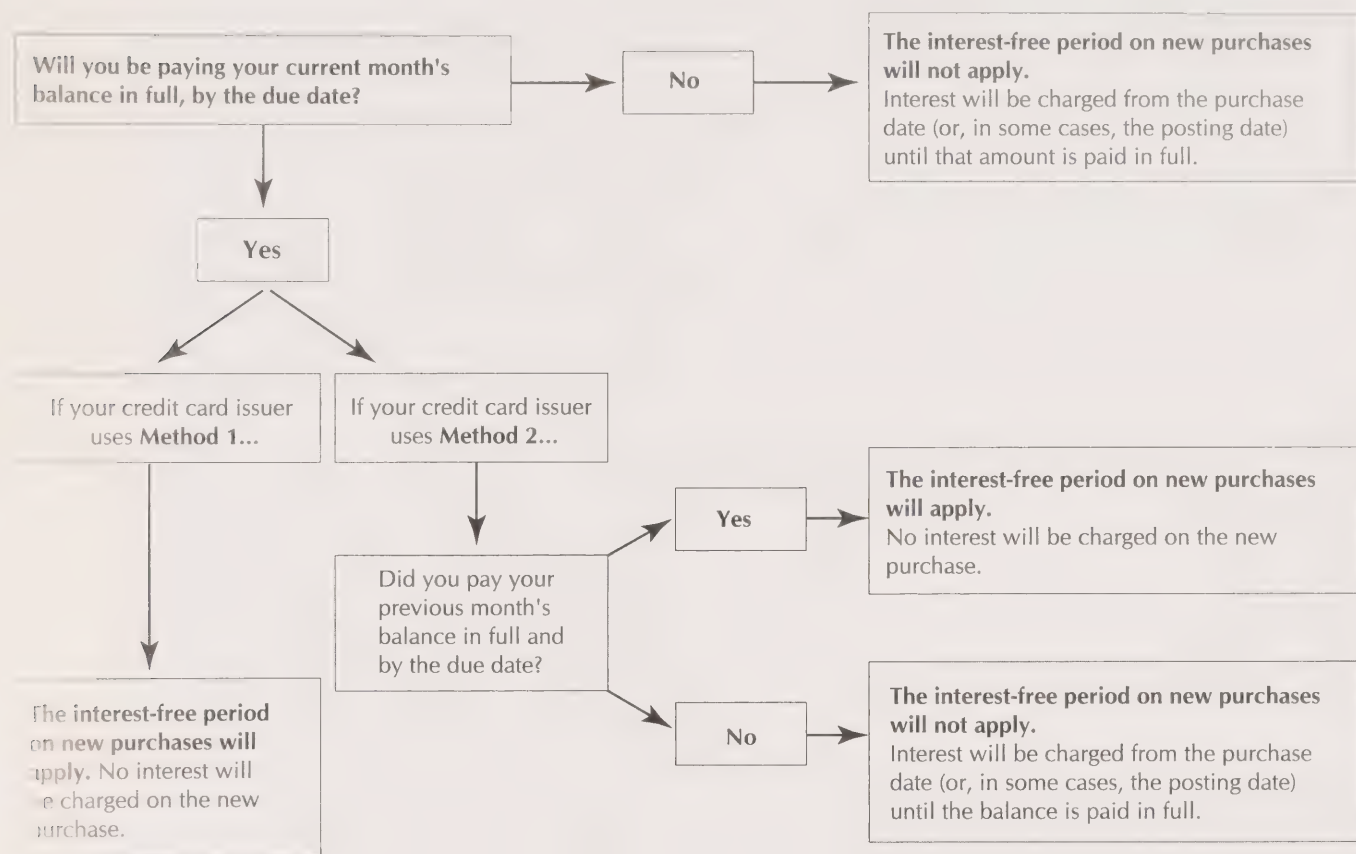 Will you be paying your current month's
balance in full, by the due date?
No
The interest-free period on new purchases
will not apply.
Interest will be charged from the purchase
date (or, in some cases, the posting date)
until that amount is paid in full.
Yes
If your credit card issuer
uses Method 1...
If your credit card issuer
uses Method 2...
The interest-free period
on new purchases will
apply. No interest will
e charged on the new
urchase.
Did you pay your
previous month's
balance in full and
by the due date?
Yes
The interest-free period on new purchases
will apply.
No interest will be charged on the new
purchase.
No
The interest-free period on new purchases
will not apply.
Interest will be charged from the purchase
date (or, in some cases, the posting date)
until the balance is paid in full.